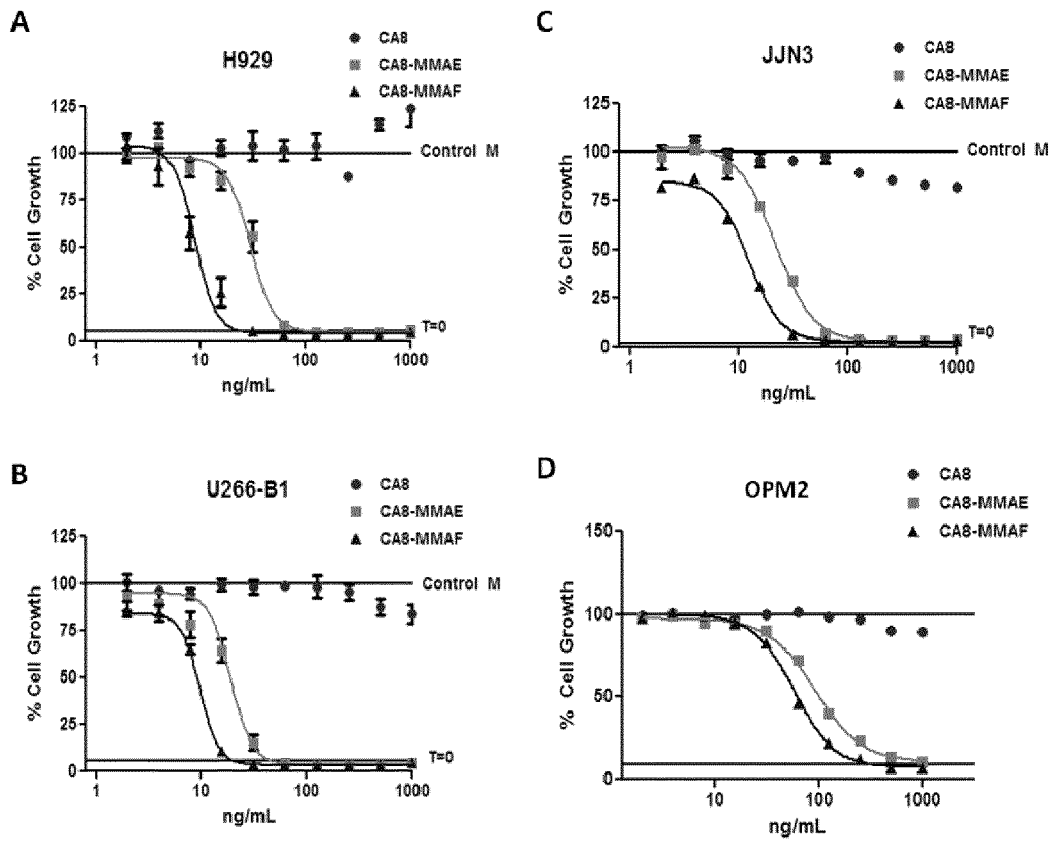 A
H929
CA8
CA8-MMAE
CA8-MMAF
125
100
75
50
25
0
% Cell Growth
Control M
T=0
1
10
100
1000
ng/mL
B
U266-B1
CA8
CA8-MMAE
CA8-MMAF
125
100
75
50
25
0
% Cell Growth
Control M
T=0
1
10
100
1000
ng/mL
C
JJN3
CA8
CA8-MMAE
CA8-MMAF
125
100
75
50
25
0
% Cell Growth
Control M
T=0
1
10
100
1000
ng/mL
D
OPM2
CA8
CA8-MMAE
CA8-MMAF
150
100
50
0
% Cell Growth
10
100
1000
ng/mL